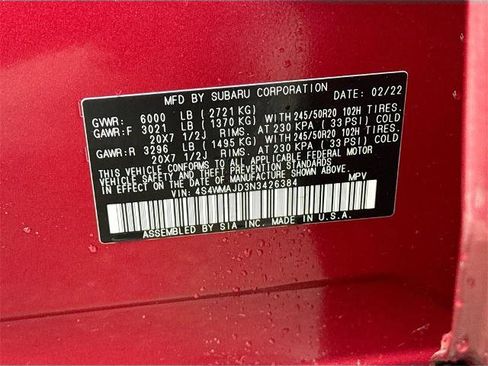 MFD BY SUBARU CORPORATION DATE: 02/22
GVWR: 6000 LB (2721KG)
GAWR:F 3021 LB (1370 KG) WITH 245/50R20 102H TIRES.
20X7 1/2J RIMS. AT 230 KPA (33 PSI) COLD
GAWR:R 3296 LB (1495 KG) WITH 245/50R20 102H TIRES.
20X7 1/2J RIMS. AT 230 KPA (33 PSI) COLD
THIS VEHICLE CONFORMS TO ALL APPLICABLE FEDERAL MOTOR
VEHICLE SAFETY AND THEFT PREVENTION STANDARDS
IN EFFECT ON THE DATE OF MANUFACTURE SHOWN ABOVE.
VIN: 4S4WMAJD3N3426384 MPV
ASSEMBLED BY SIA INC. MADE IN U.S.A.